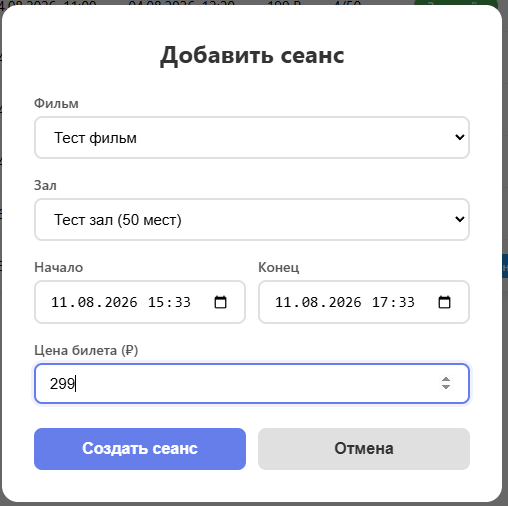 Добавить сеанс
Фильм
Тест фильм
Зал
Тест зал (50 мест)
Начало Конец
11.08.2026 15:33 11.08.2026 17:33
Цена билета (₽)
299
Создать сеанс Отмена